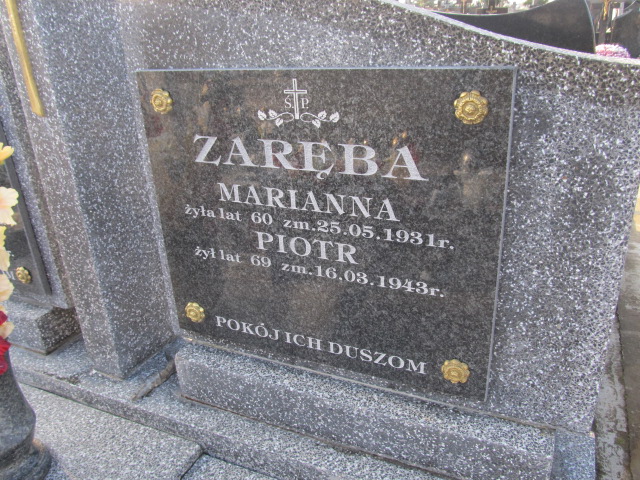 Ś. P.
ZARĘBA
MARIANNA
żyła lat 60 zm.25.05.1931r.
PIOTR
żył lat 69 zm.16.03.1943r.
POKÓJ ICH DUSZOM